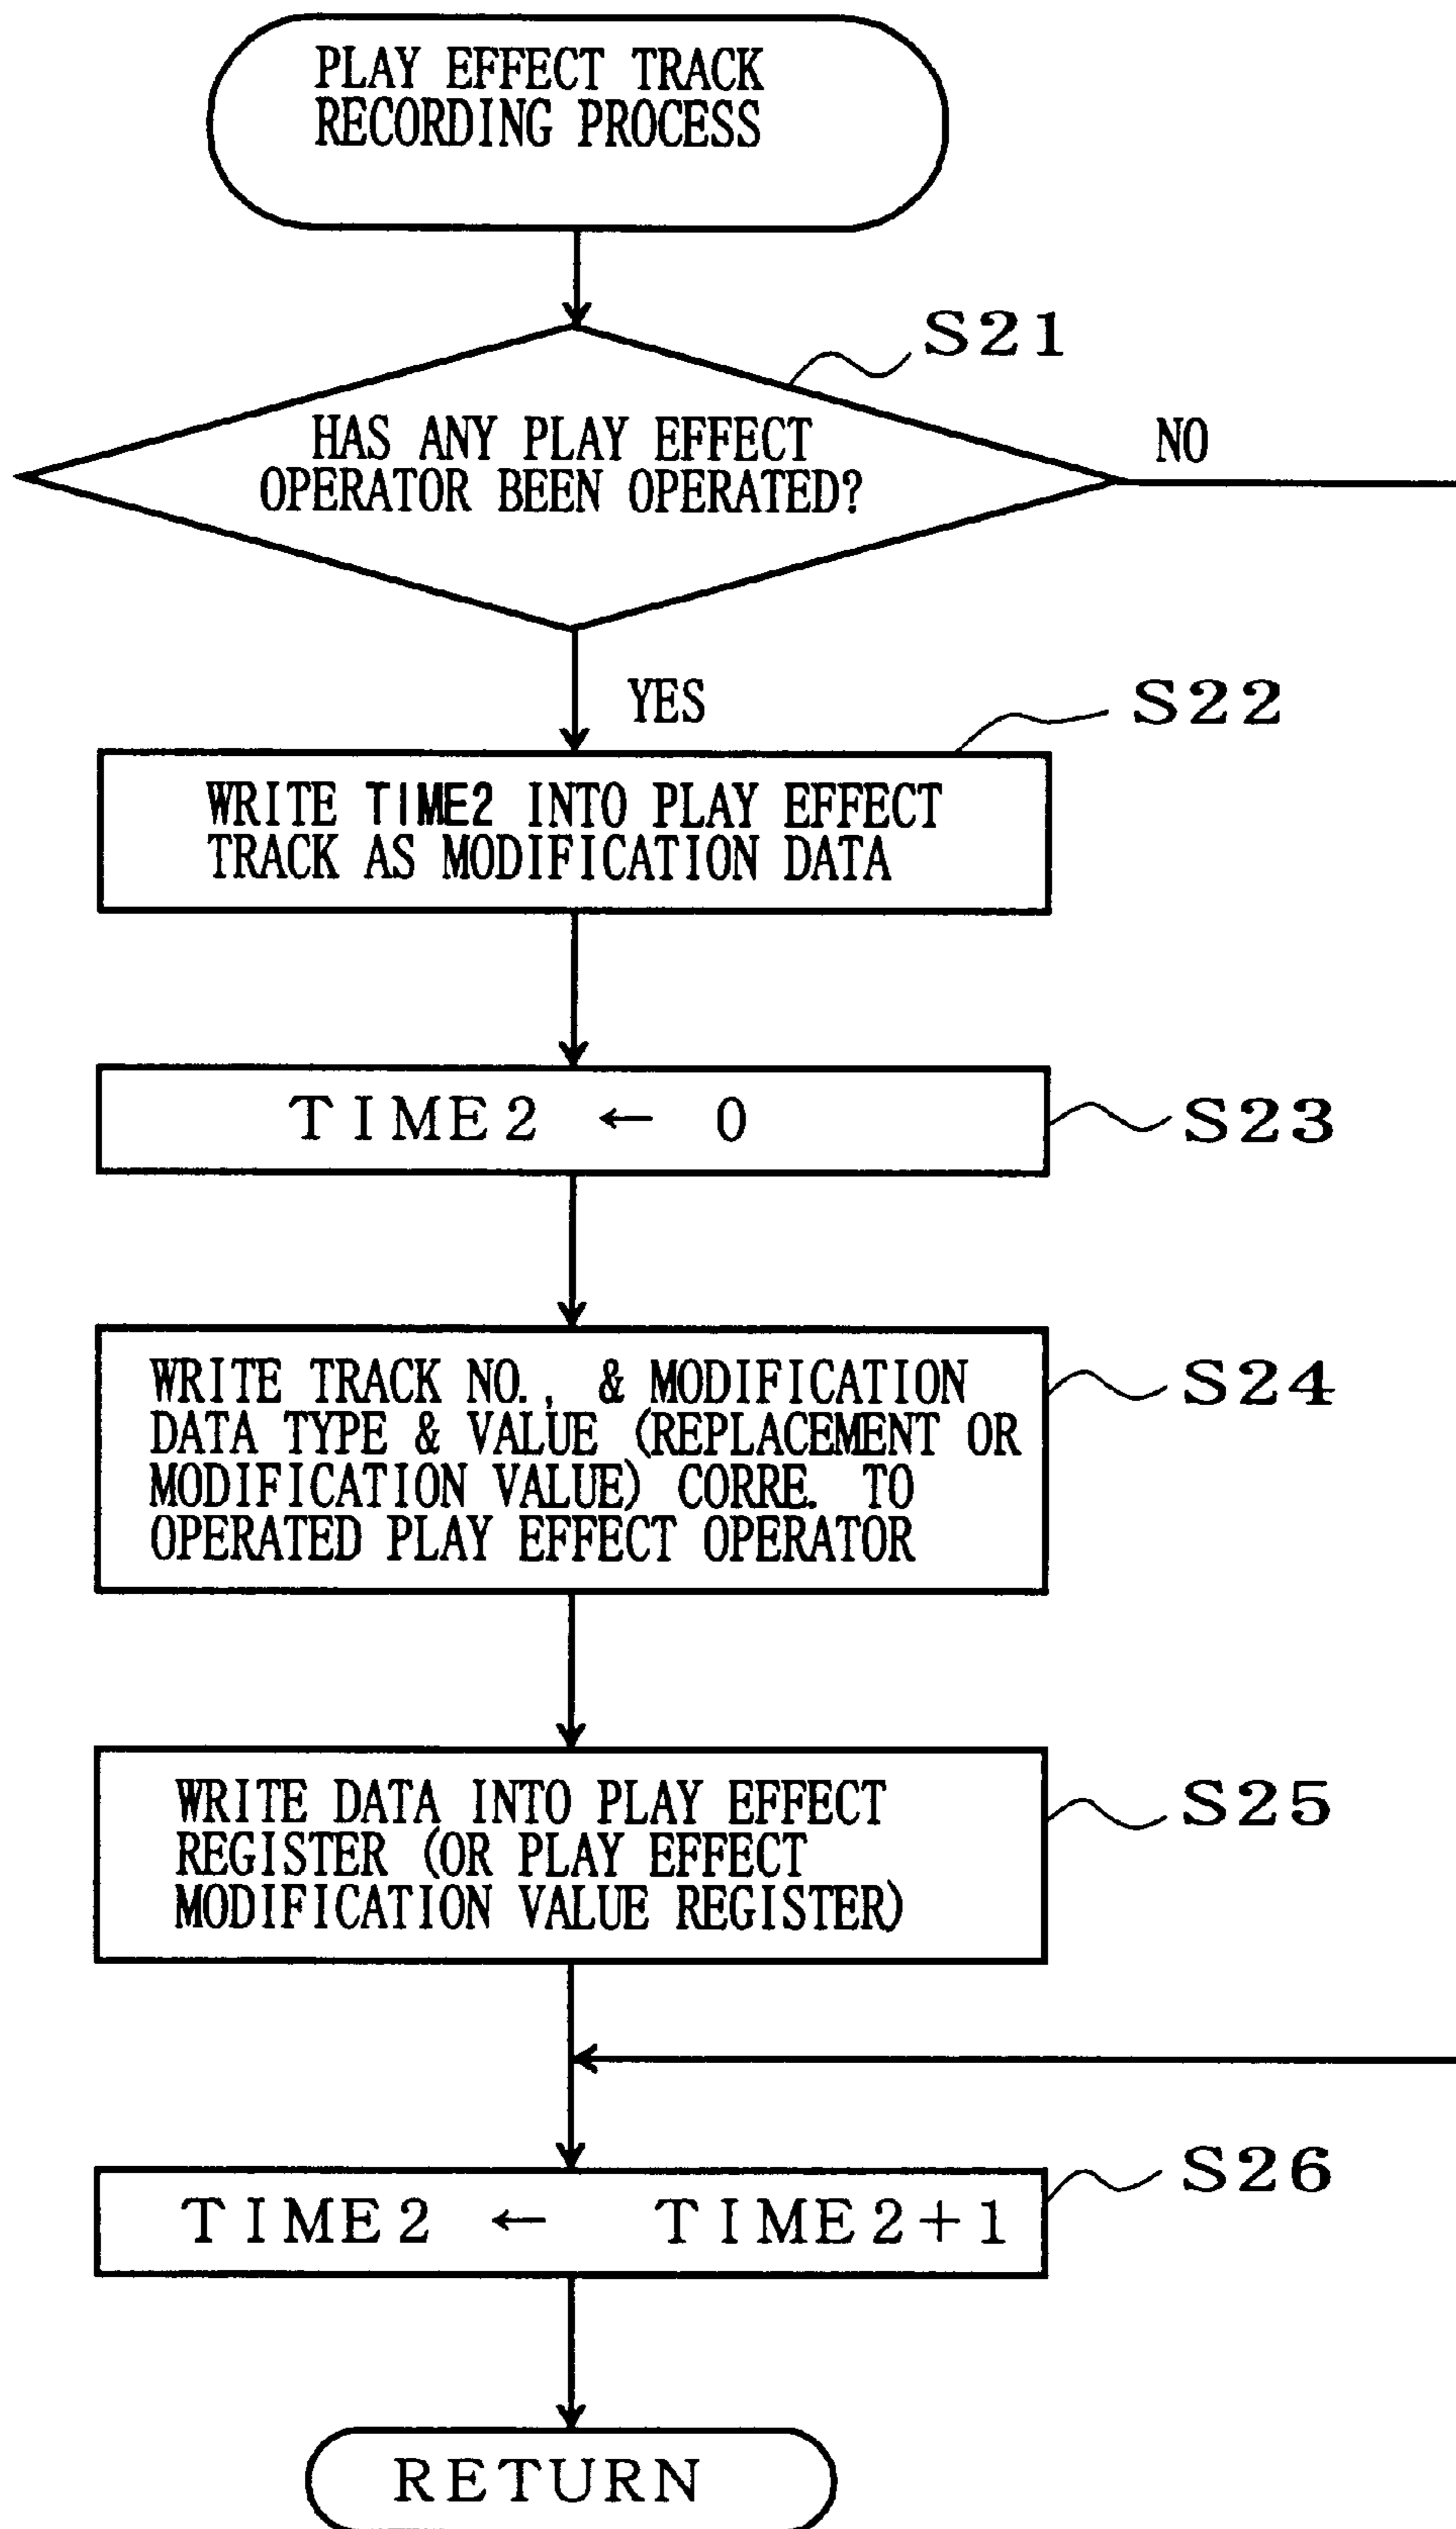 PLAY EFFECT TRACK
RECORDING PROCESS
S21
HAS ANY PLAY EFFECT
OPERATOR BEEN OPERATED?
NO
YES
S22
WRITE TIME2 INTO PLAY EFFECT
TRACK AS MODIFICATION DATA
TIME2 ← 0
S23
WRITE TRACK NO., & MODIFICATION
DATA TYPE & VALUE (REPLACEMENT OR
MODIFICATION VALUE) CORRE. TO
OPERATED PLAY EFFECT OPERATOR
S24
WRITE DATA INTO PLAY EFFECT
REGISTER (OR PLAY EFFECT
MODIFICATION VALUE REGISTER)
S25
S26
TIME2 ← TIME2+1
RETURN